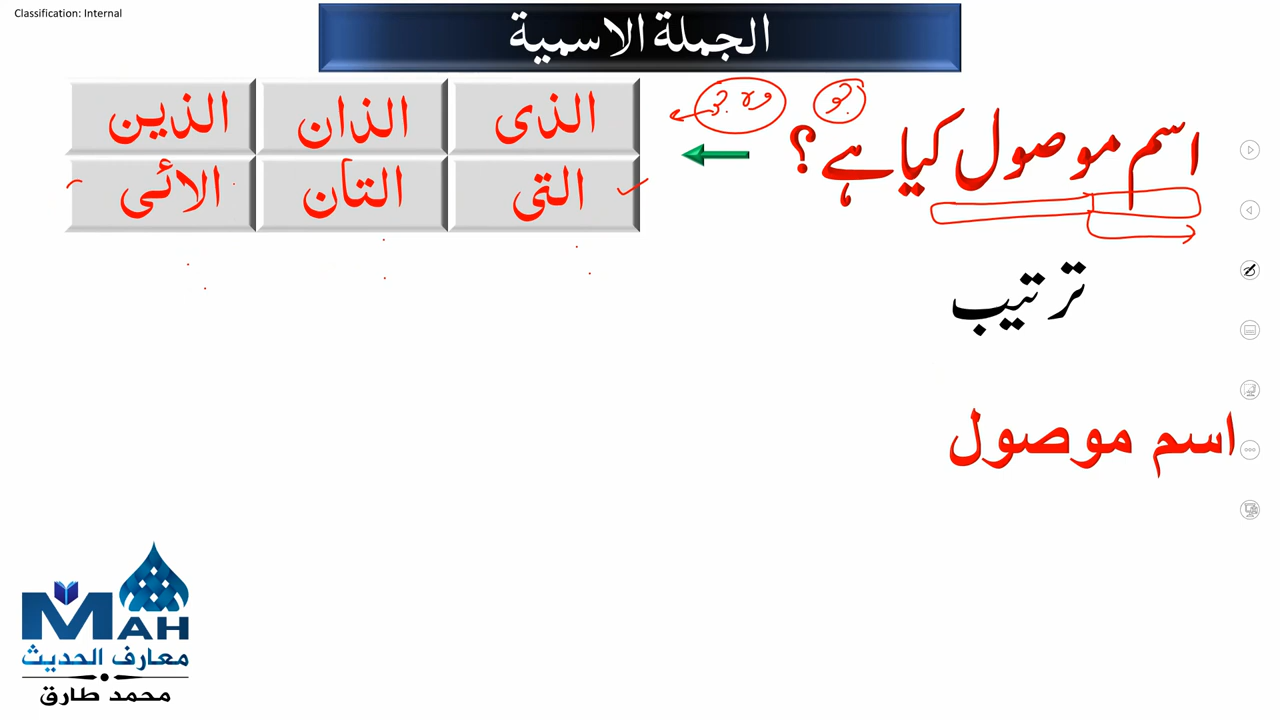 Classification: Internal
الجملة الاسمية
اسم موصول کیا ہے ؟
جو
وہ جو
الذی الذان الذین
التی التان الائی
ترتیب
اسم موصول
MAH
معارف الحديث
محمد طارق